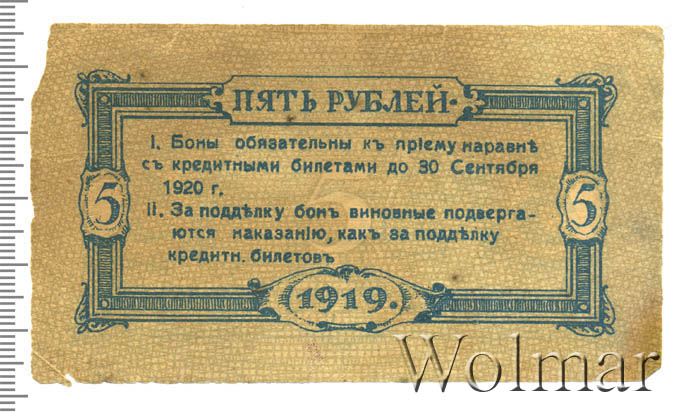 ПЯТЬ РУБЛЕЙ·
I. Боны обязательны къ прiему наравнѣ
съ кредитными билетами до 30 Сентября
1920 г.
II. За поддѣлку бонъ виновные подверга-
ются наказанiю, какъ за поддѣлку
кредитн. билетовъ
5
5
1919.
Wolmar